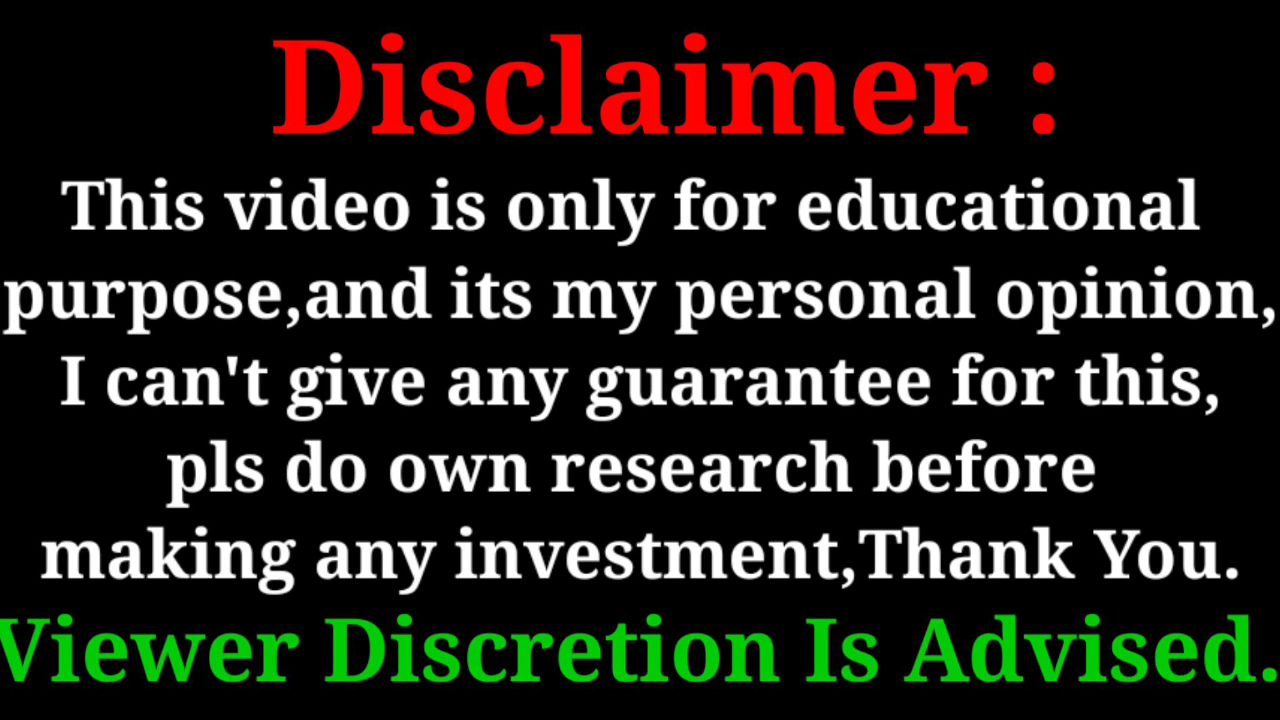 Disclaimer :
This video is only for educational
purpose,and its my personal opinion,
I can't give any guarantee for this,
pls do own research before
making any investment,Thank You.
Viewer Discretion Is Advised.